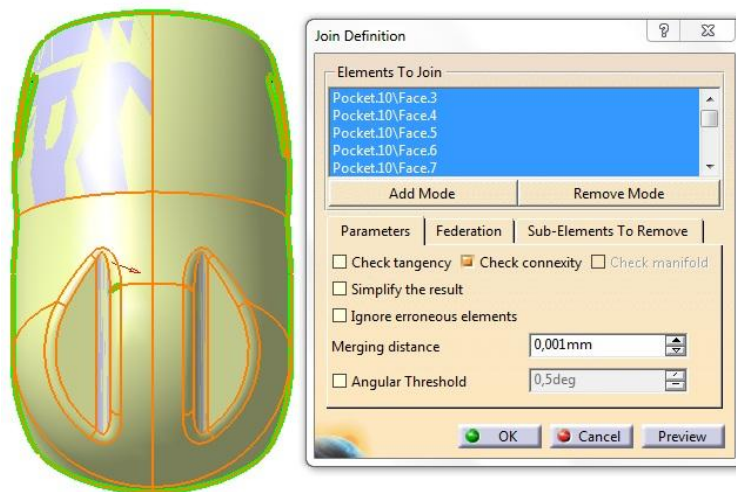 Join Definition
Elements To Join
Pocket.10\Face.3
Pocket.10\Face.4
Pocket.10\Face.5
Pocket.10\Face.6
Pocket.10\Face.7
Add Mode Remove Mode
Parameters Federation Sub-Elements To Remove
Check tangency Check connexity Check manifold
Simplify the result
Ignore erroneous elements
Merging distance 0,001mm
Angular Threshold 0,5deg
OK Cancel Preview